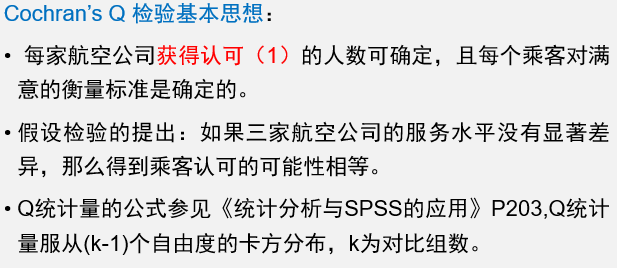 Cochran’s Q 检验基本思想：
• 每家航空公司获得认可（1）的人数可确定，且每个乘客对满
意的衡量标准是确定的。
• 假设检验的提出：如果三家航空公司的服务水平没有显著差
异，那么得到乘客认可的可能性相等。
• Q统计量的公式参见《统计分析与SPSS的应用》P203,Q统计
量服从(k-1)个自由度的卡方分布，k为对比组数。